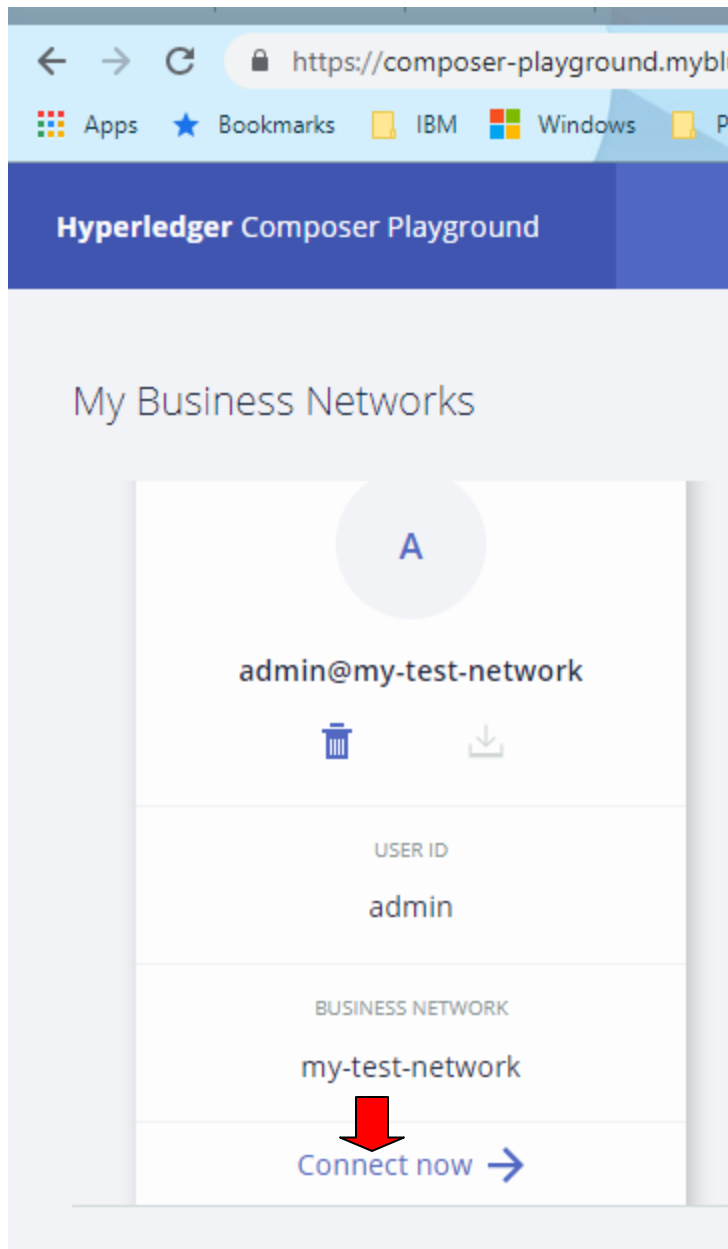 https://composer-playground.myblu
Apps Bookmarks IBM Windows P
Hyperledger Composer Playground
My Business Networks
A
admin@my-test-network
USER ID
admin
BUSINESS NETWORK
my-test-network
Connect now